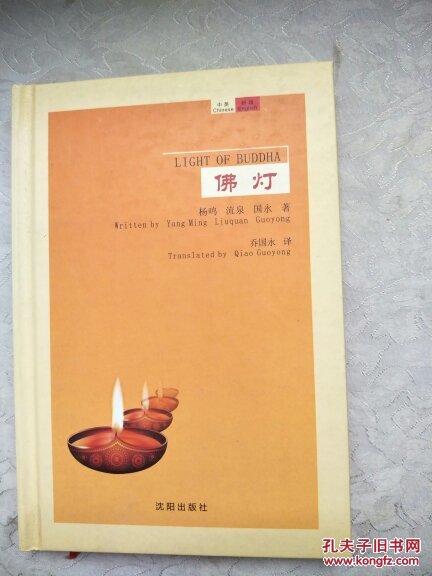 中英 对照
Chinese English
LIGHT OF BUDDHA
佛灯
杨鸣 流泉 国永 著
Written by Yang Ming Liuquan Guoyong
乔国永 译
Translated by Qiao Guoyong
沈阳出版社
孔夫子旧书网
www.kongfz.com